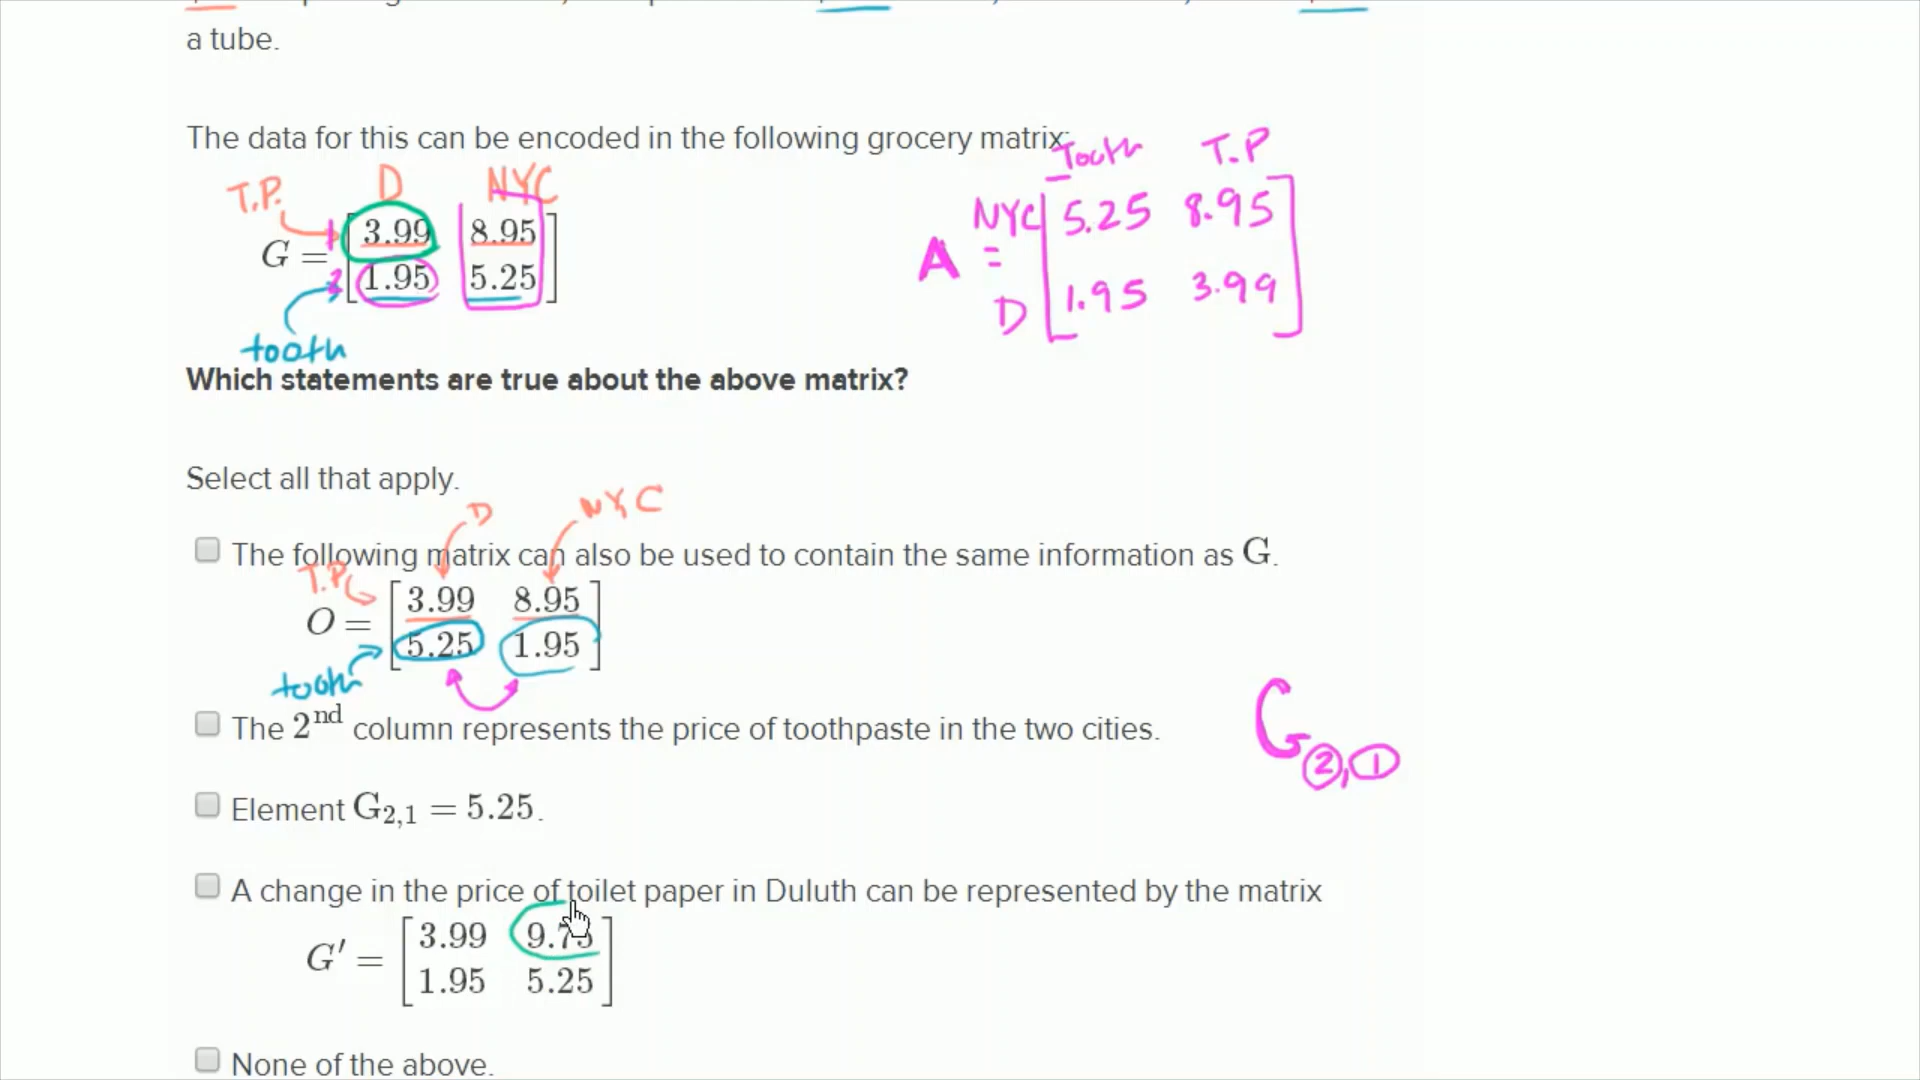 a tube.
The data for this can be encoded in the following grocery matrix:
Tooth T.P
T.P. D NYC
G = [ 3.99 8.95
1.95 5.25 ]
1
2
tooth
A = NYC [ 5.25 8.95
D 1.95 3.99 ]
Which statements are true about the above matrix?
Select all that apply.
D NYC
The following matrix can also be used to contain the same information as G.
T.P.
O = [ 3.99 8.95
5.25 1.95 ]
tooth
The 2nd column represents the price of toothpaste in the two cities.
G 2,1
Element G2,1 = 5.25.
A change in the price of toilet paper in Duluth can be represented by the matrix
G′ = [ 3.99 9.75
1.95 5.25 ]
None of the above.